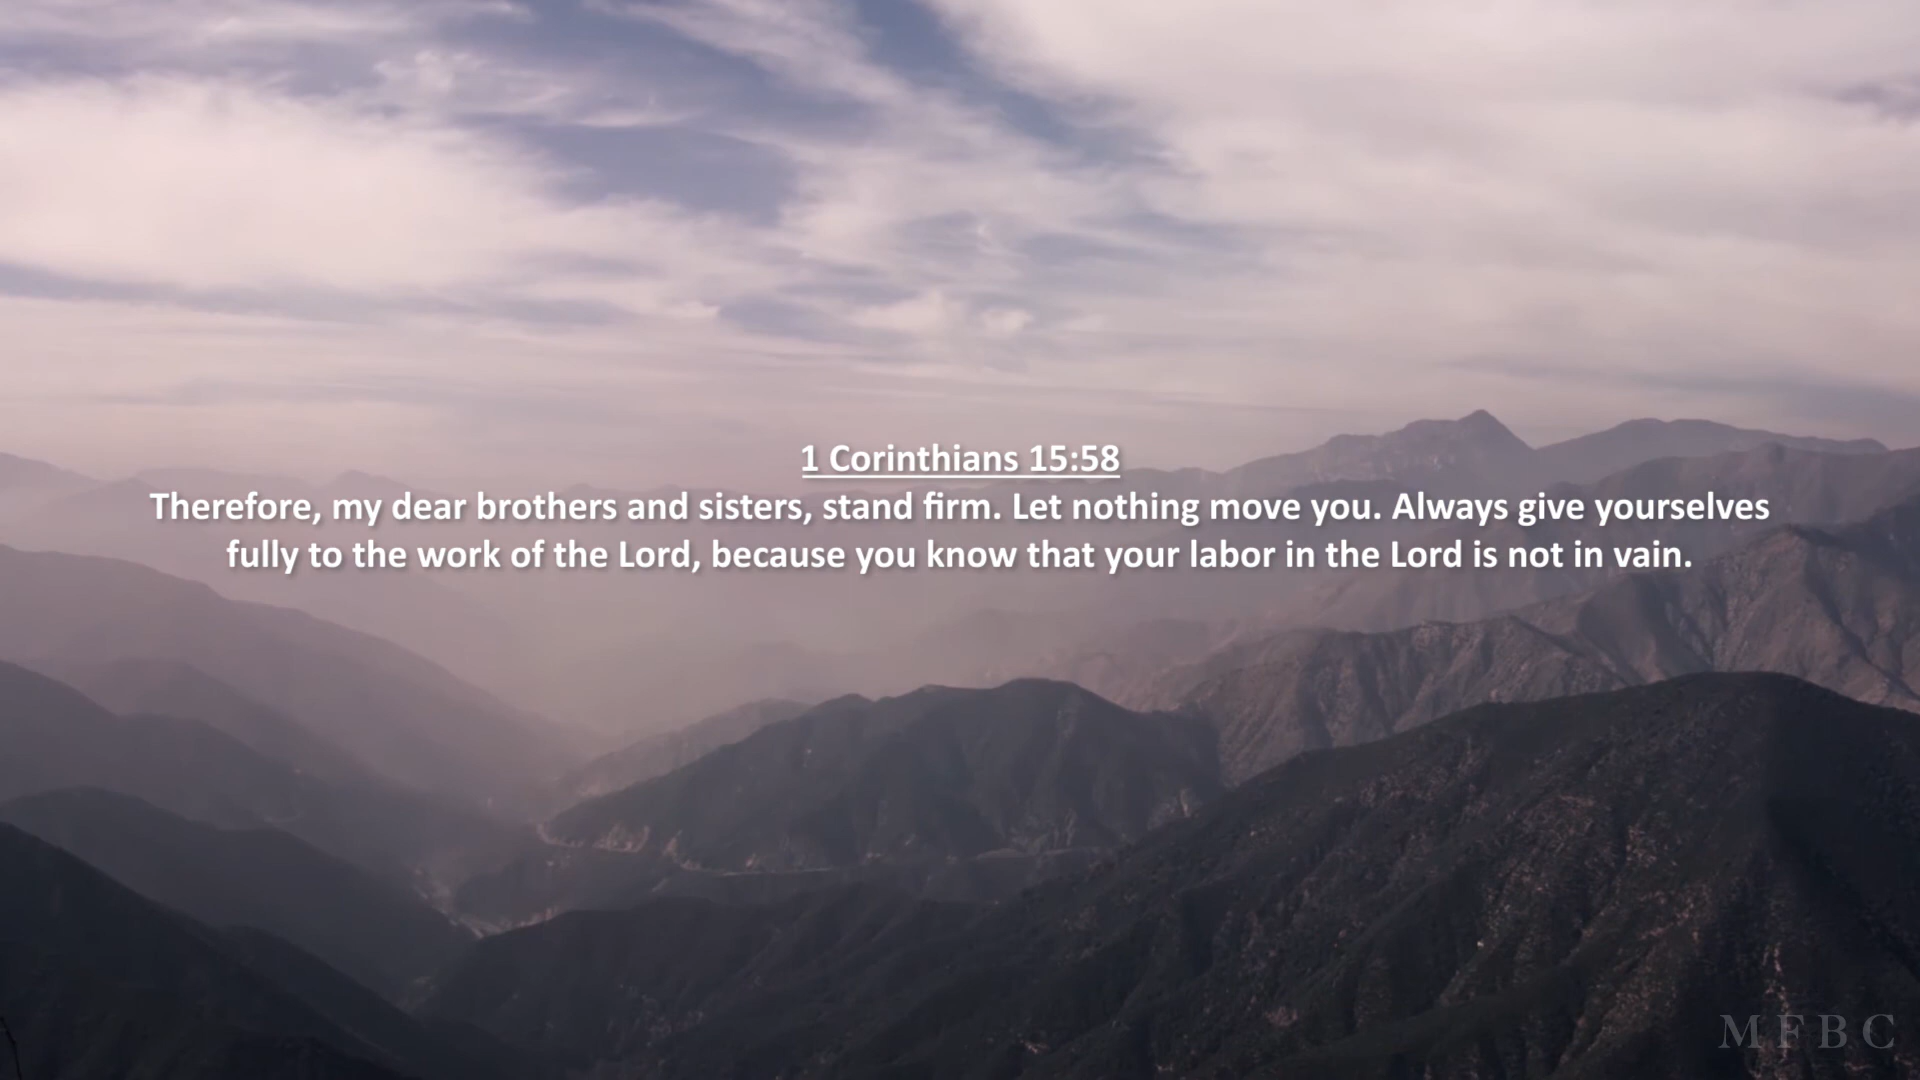 1 Corinthians 15:58
Therefore, my dear brothers and sisters, stand firm. Let nothing move you. Always give yourselves
fully to the work of the Lord, because you know that your labor in the Lord is not in vain.
MFBC